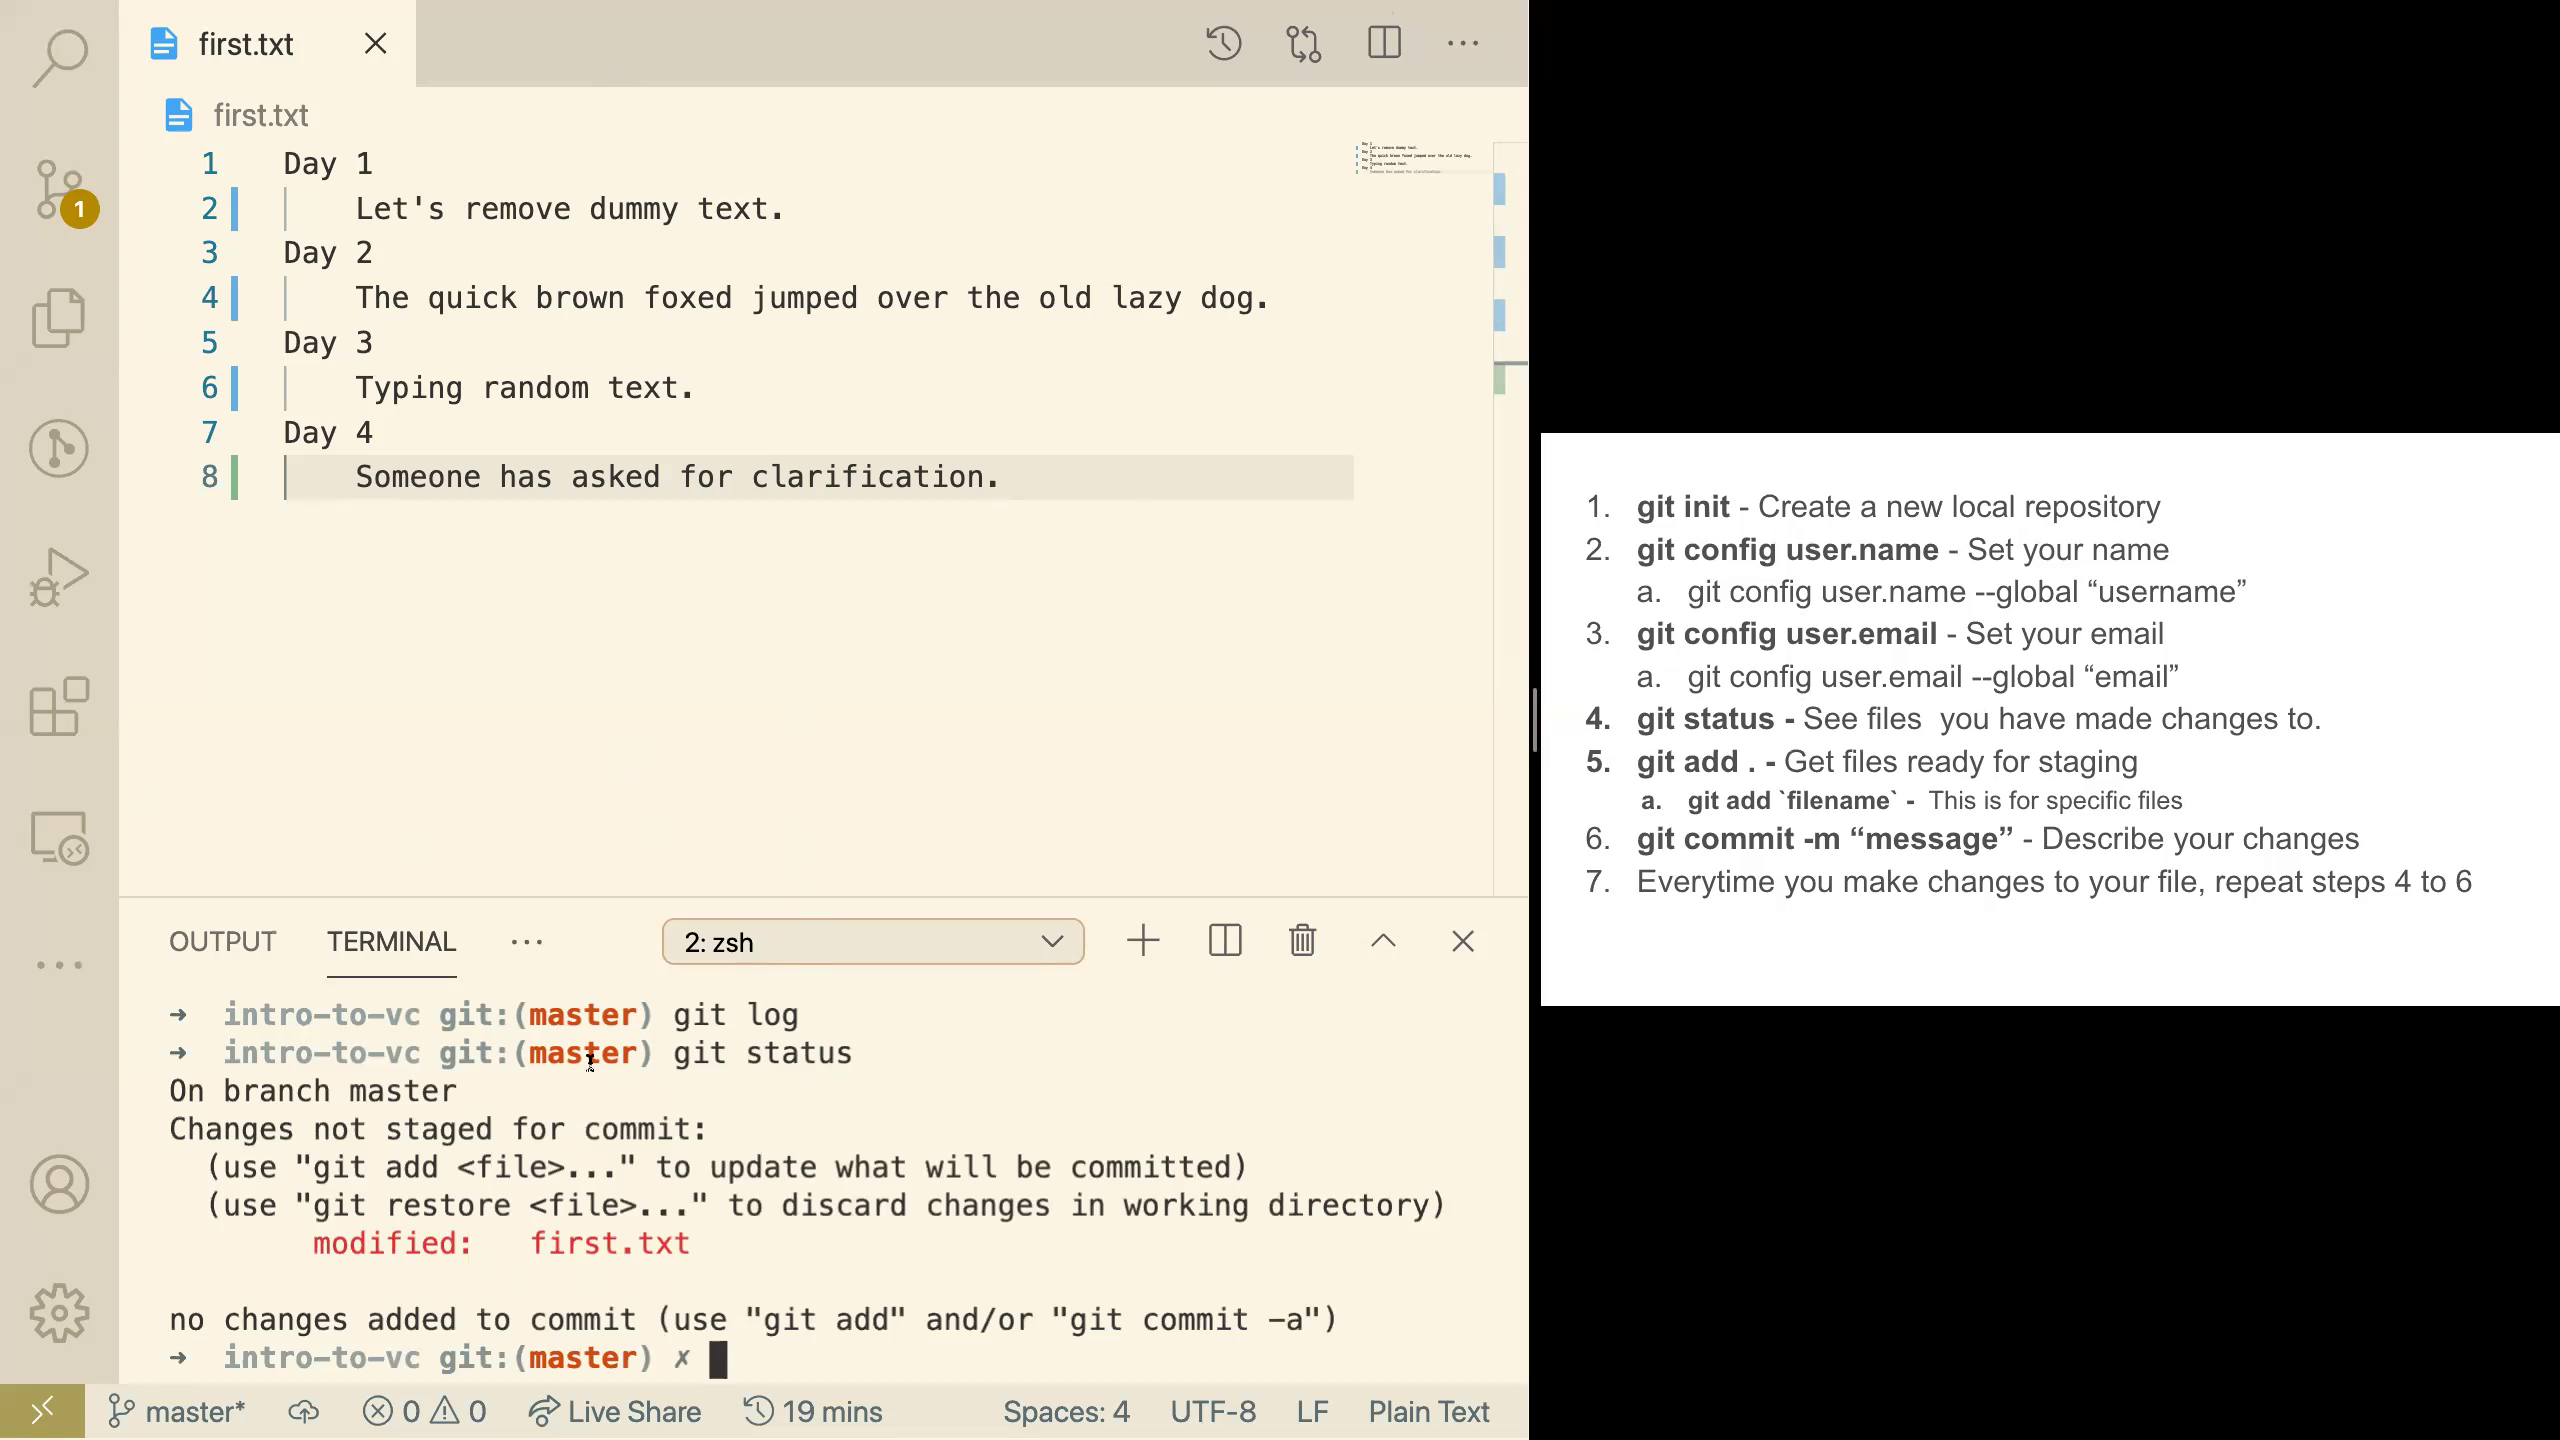 first.txt
first.txt
1 Day 1
2 Let's remove dummy text.
3 Day 2
4 The quick brown foxed jumped over the old lazy dog.
5 Day 3
6 Typing random text.
7 Day 4
8 Someone has asked for clarification.
1
OUTPUT TERMINAL ··· 2: zsh
→ intro-to-vc git:(master) git log
→ intro-to-vc git:(master) git status
On branch master
Changes not staged for commit:
(use "git add <file>..." to update what will be committed)
(use "git restore <file>..." to discard changes in working directory)
modified: first.txt
no changes added to commit (use "git add" and/or "git commit -a")
→ intro-to-vc git:(master) ✗
master* 0 0 Live Share 19 mins Spaces: 4 UTF-8 LF Plain Text
1. git init - Create a new local repository
2. git config user.name - Set your name
a. git config user.name --global “username”
3. git config user.email - Set your email
a. git config user.email --global “email”
4. git status - See files you have made changes to.
5. git add . - Get files ready for staging
a. git add `filename` - This is for specific files
6. git commit -m “message” - Describe your changes
7. Everytime you make changes to your file, repeat steps 4 to 6